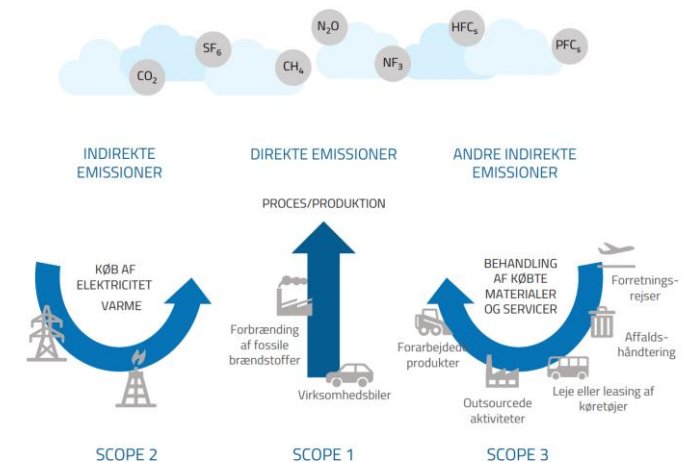 N₂O
HFCₛ
SF₆
PFCₛ
CH₄
NF₃
CO₂
INDIREKTE
EMISSIONER
DIREKTE EMISSIONER
ANDRE INDIREKTE
EMISSIONER
PROCES/PRODUKTION
KØB AF
ELEKTRICITET
VARME
BEHANDLING
AF KØBTE
MATERIALER
OG SERVICER
Forbrænding
af fossile
brændstoffer
Virksomhedsbiler
Forretnings-
rejser
Affalds-
håndtering
Forarbejdede
produkter
Leje eller leasing af
køretøjer
Outsourcede
aktiviteter
SCOPE 2
SCOPE 1
SCOPE 3